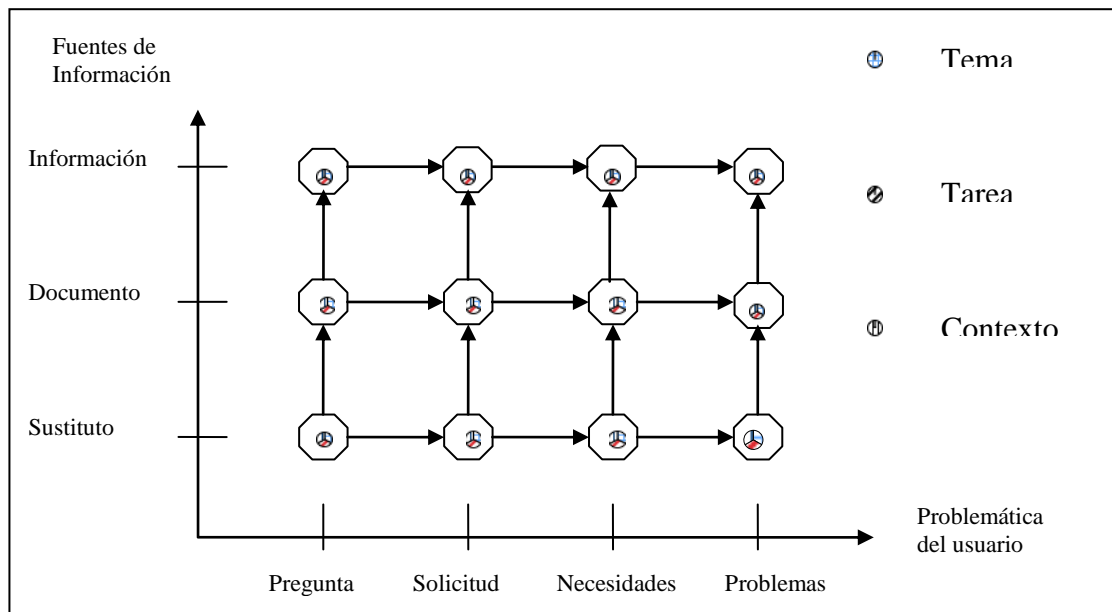 Fuentes de
Información
Tema
Información
Tarea
Documento
Contexto
Sustituto
Problemática
del usuario
Pregunta
Solicitud
Necesidades
Problemas